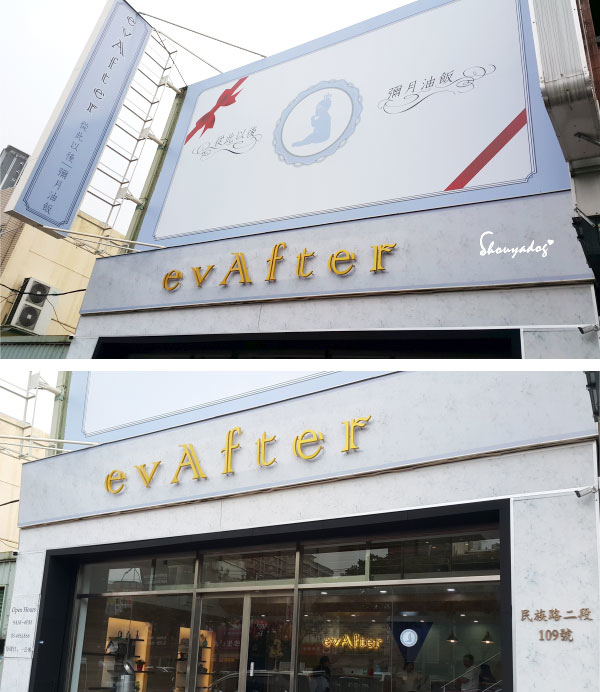 evAfter 從此以後｜彌月油飯
從此以後
彌月油飯
evAfter
Shouyadog
evAfter
Open Hours
evAfter
民族路二段
109號